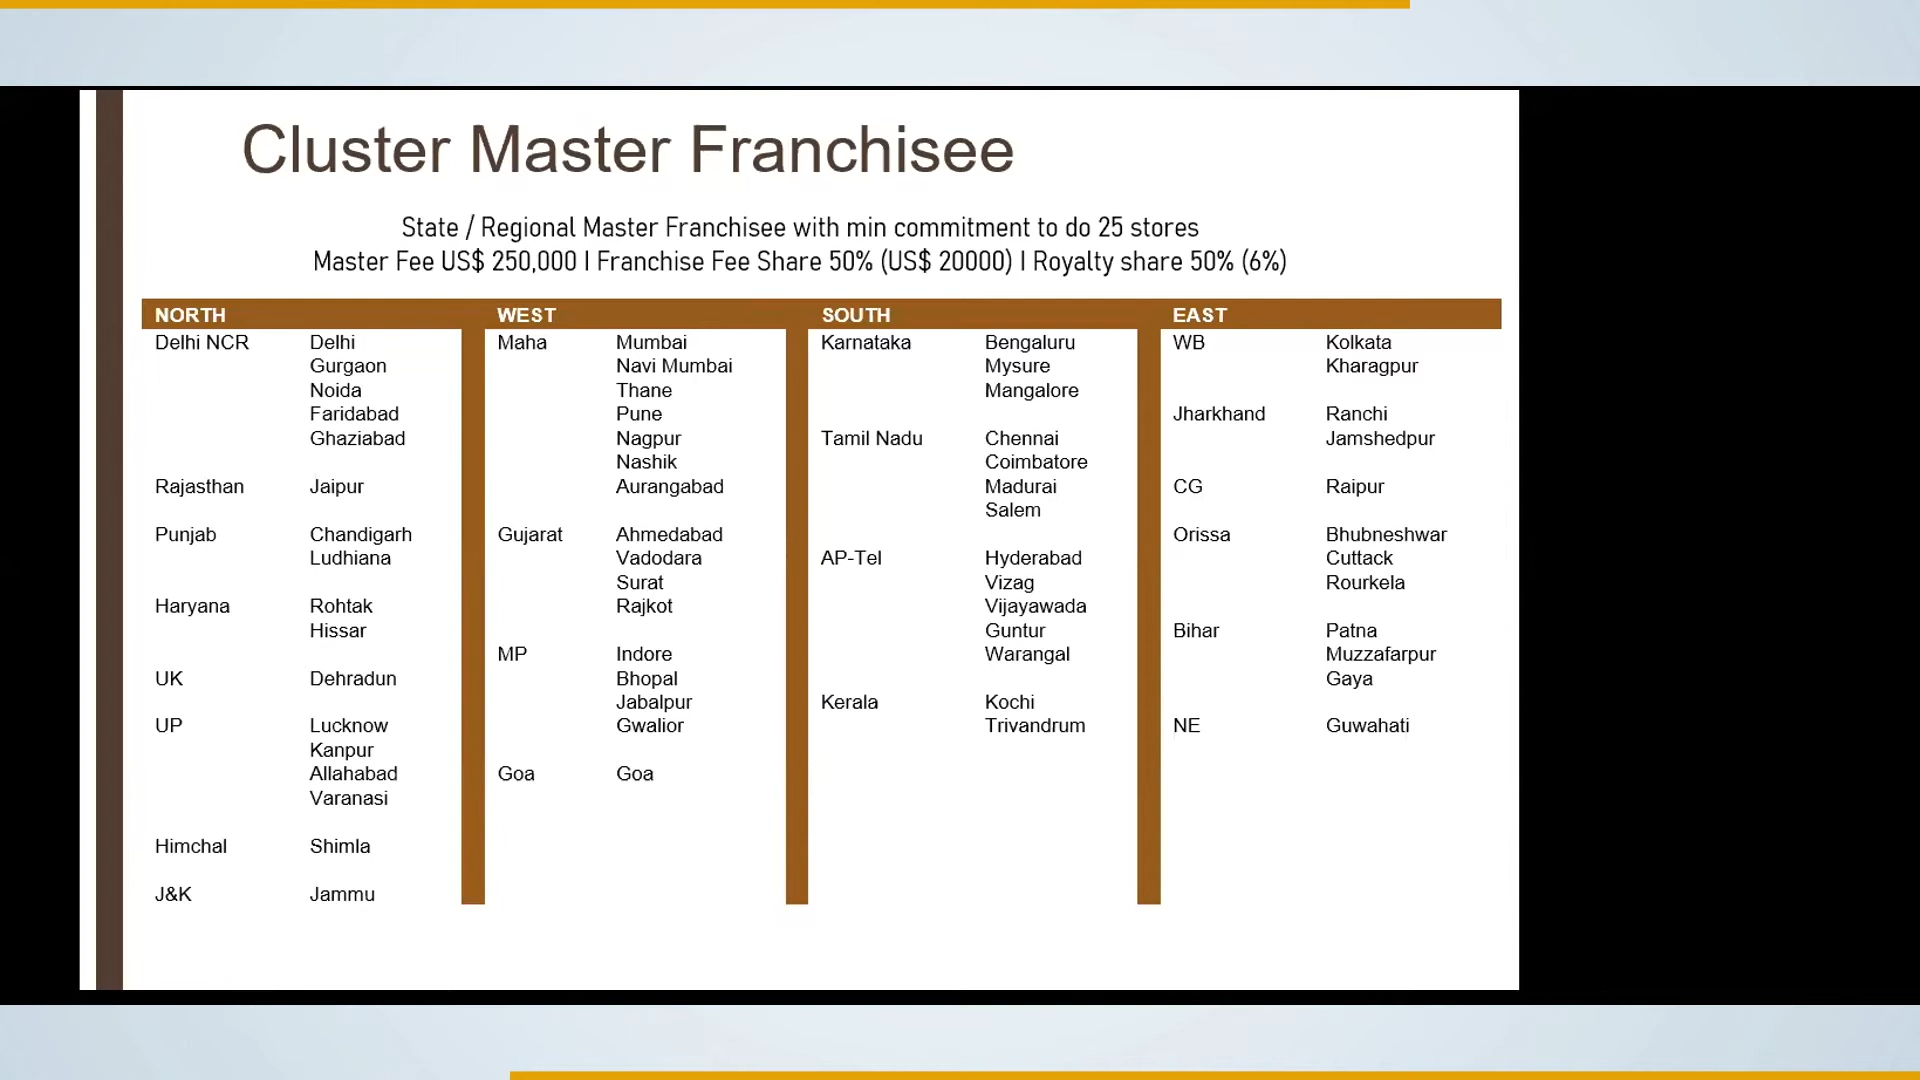 Cluster Master Franchisee
State / Regional Master Franchisee with min commitment to do 25 stores
Master Fee US$ 250,000 I Franchise Fee Share 50% (US$ 20000) I Royalty share 50% (6%)
NORTH
Delhi NCR Delhi
Gurgaon
Noida
Faridabad
Ghaziabad
Rajasthan Jaipur
Punjab Chandigarh
Ludhiana
Haryana Rohtak
Hissar
UK Dehradun
UP Lucknow
Kanpur
Allahabad
Varanasi
Himchal Shimla
J&K Jammu
WEST
Maha Mumbai
Navi Mumbai
Thane
Pune
Nagpur
Nashik
Aurangabad
Gujarat Ahmedabad
Vadodara
Surat
Rajkot
MP Indore
Bhopal
Jabalpur
Gwalior
Goa Goa
SOUTH
Karnataka Bengaluru
Mysure
Mangalore
Tamil Nadu Chennai
Coimbatore
Madurai
Salem
AP-Tel Hyderabad
Vizag
Vijayawada
Guntur
Warangal
Kerala Kochi
Trivandrum
EAST
WB Kolkata
Kharagpur
Jharkhand Ranchi
Jamshedpur
CG Raipur
Orissa Bhubneshwar
Cuttack
Rourkela
Bihar Patna
Muzzafarpur
Gaya
NE Guwahati